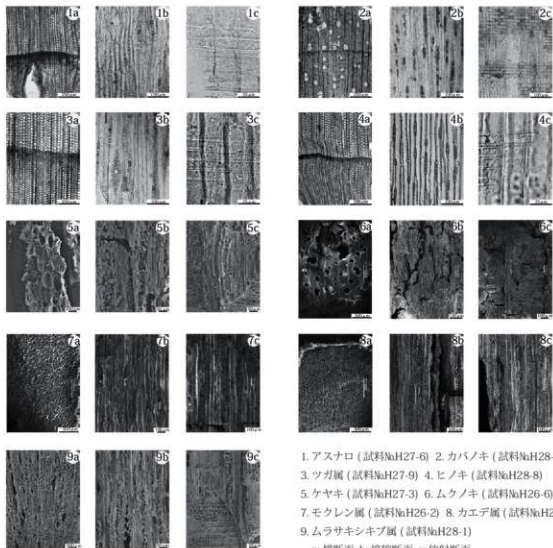 1a 1b 1c 2a 2b 2c
3a 3b 3c 4a 4b 4c
5a 5b 5c 6a 6b 6c
7a 7b 7c 8a 8b 8c
9a 9b 9c
1. アスナロ (試料№H27-6) 2. カバノキ (試料№H28-
3. ツガ属 (試料№H27-9) 4. ヒノキ (試料№H28-8)
5. ケヤキ (試料№H27-3) 6. ムクノキ (試料№H26-6)
7. モクレン属 (試料№H26-2) 8. カエデ属 (試料№H2
9. ムラサキシキブ属 (試料№H28-1)